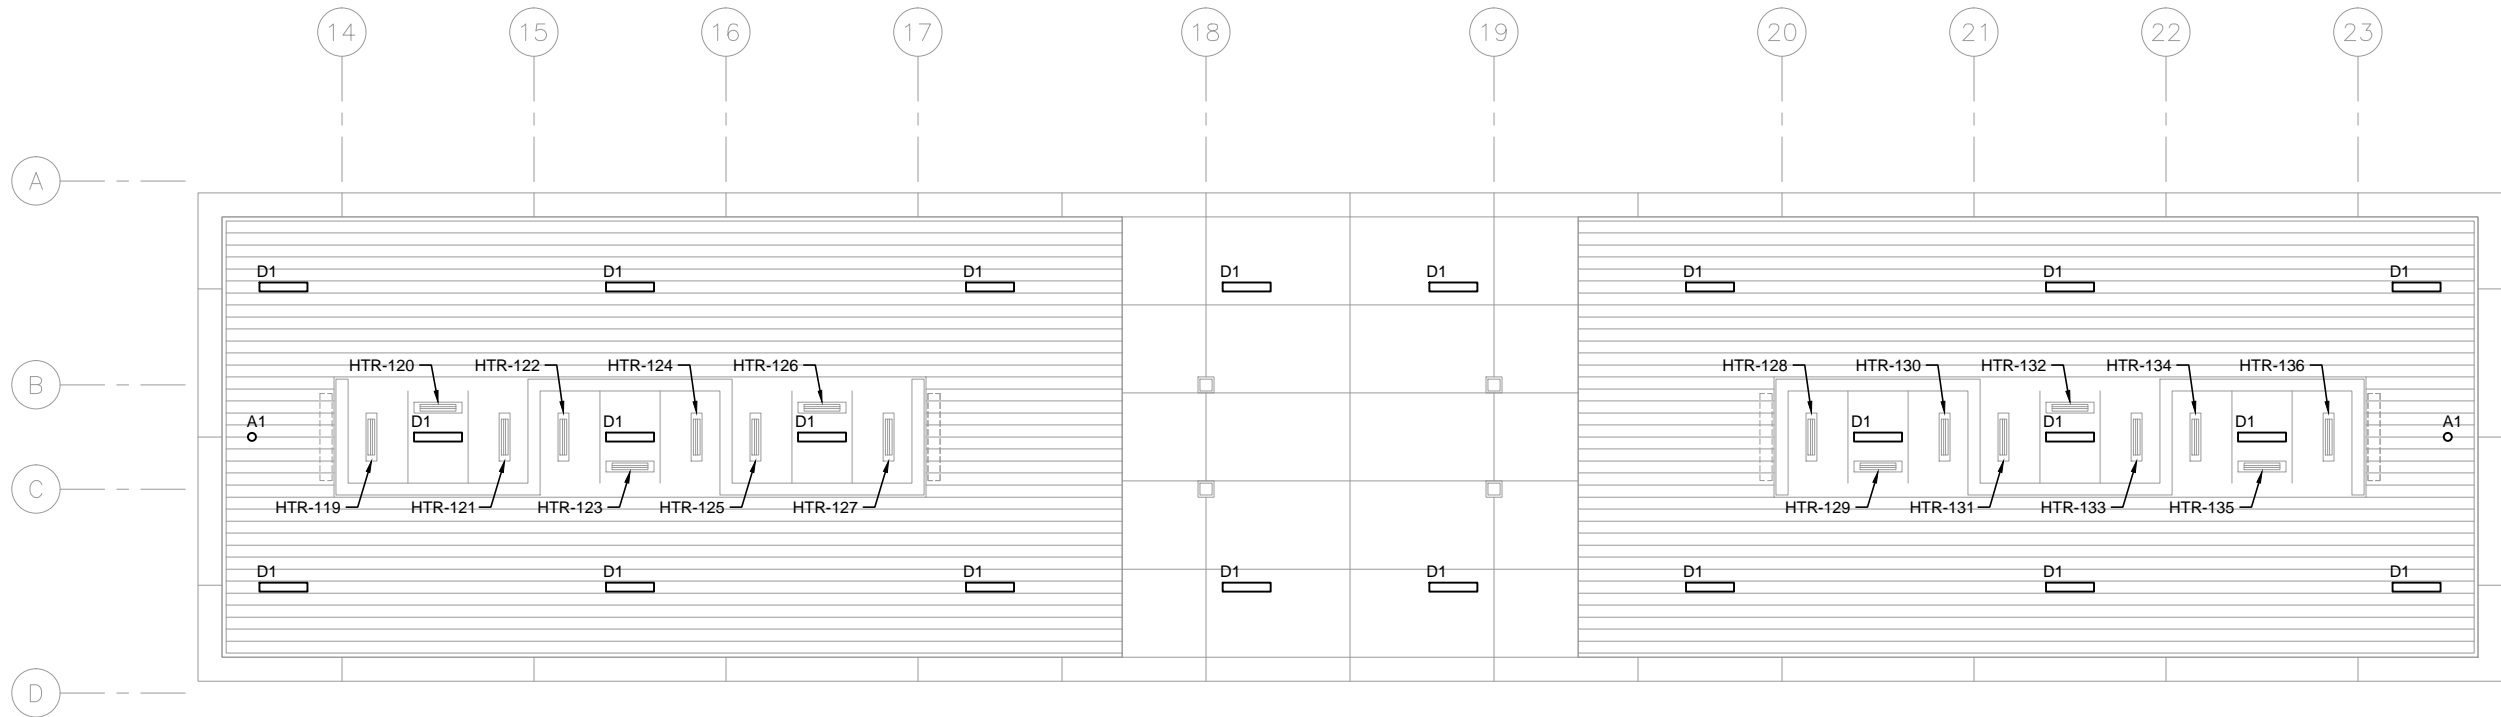 14 15 16 17 18 19 20 21 22 23
A
D1 D1 D1 D1 D1 D1 D1 D1
HTR-120 HTR-122 HTR-124 HTR-126 HTR-128 HTR-130 HTR-132 HTR-134 HTR-136
B
A1 D1 D1 D1 D1 D1 D1 A1
C
HTR-119 HTR-121 HTR-123 HTR-125 HTR-127 HTR-129 HTR-131 HTR-133 HTR-135
D1 D1 D1 D1 D1 D1 D1 D1
D